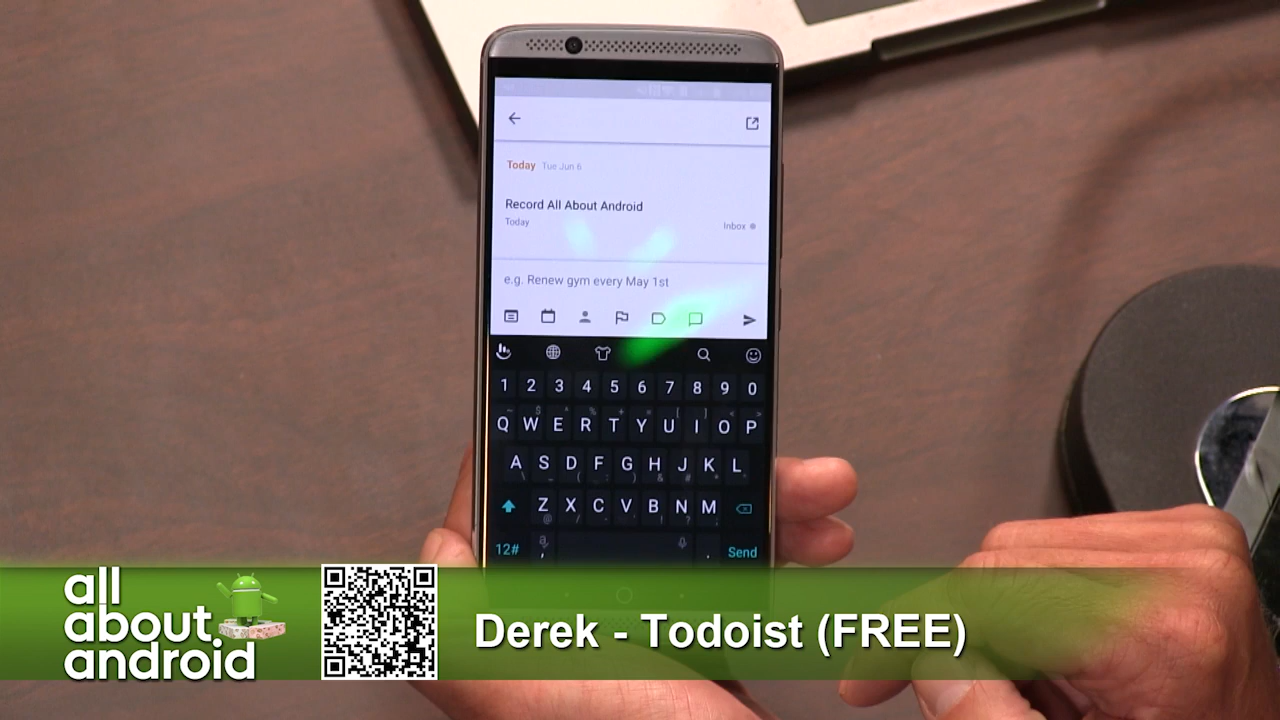 Today Tue Jun 6
Record All About Android
Today
Inbox
e.g. Renew gym every May 1st
1 2 3 4 5 6 7 8 9 0
Q W E R T Y U I O P
A S D F G H J K L
Z X C V B N M
12# , . Send
all
about
android
Derek - Todoist (FREE)